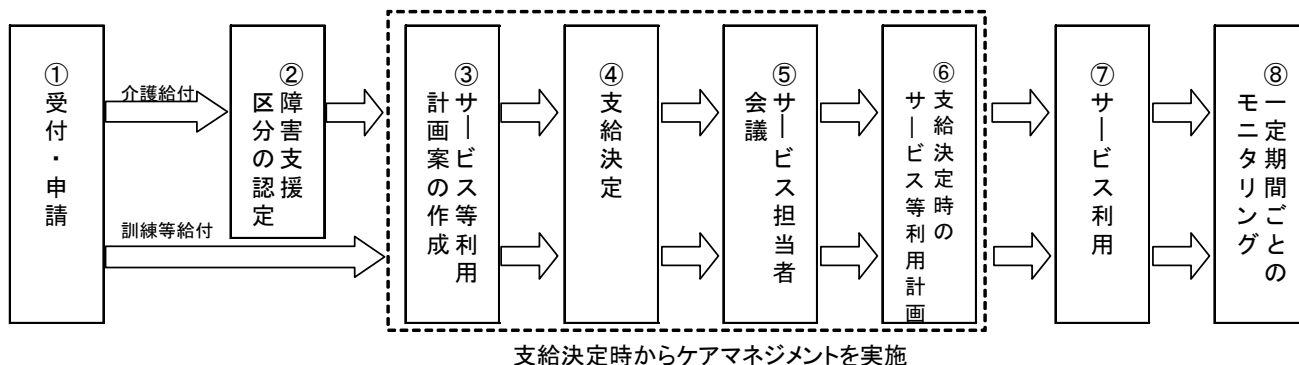 ①受付・申請
介護給付
訓練等給付
②障害支援
区分の認定
③サービス等利用
計画案の作成
④支給決定
⑤サービス担当者
会議
⑥支給決定時の
サービス等利用計画
⑦サービス利用
⑧一定期間ごとの
モニタリング
支給決定時からケアマネジメントを実施